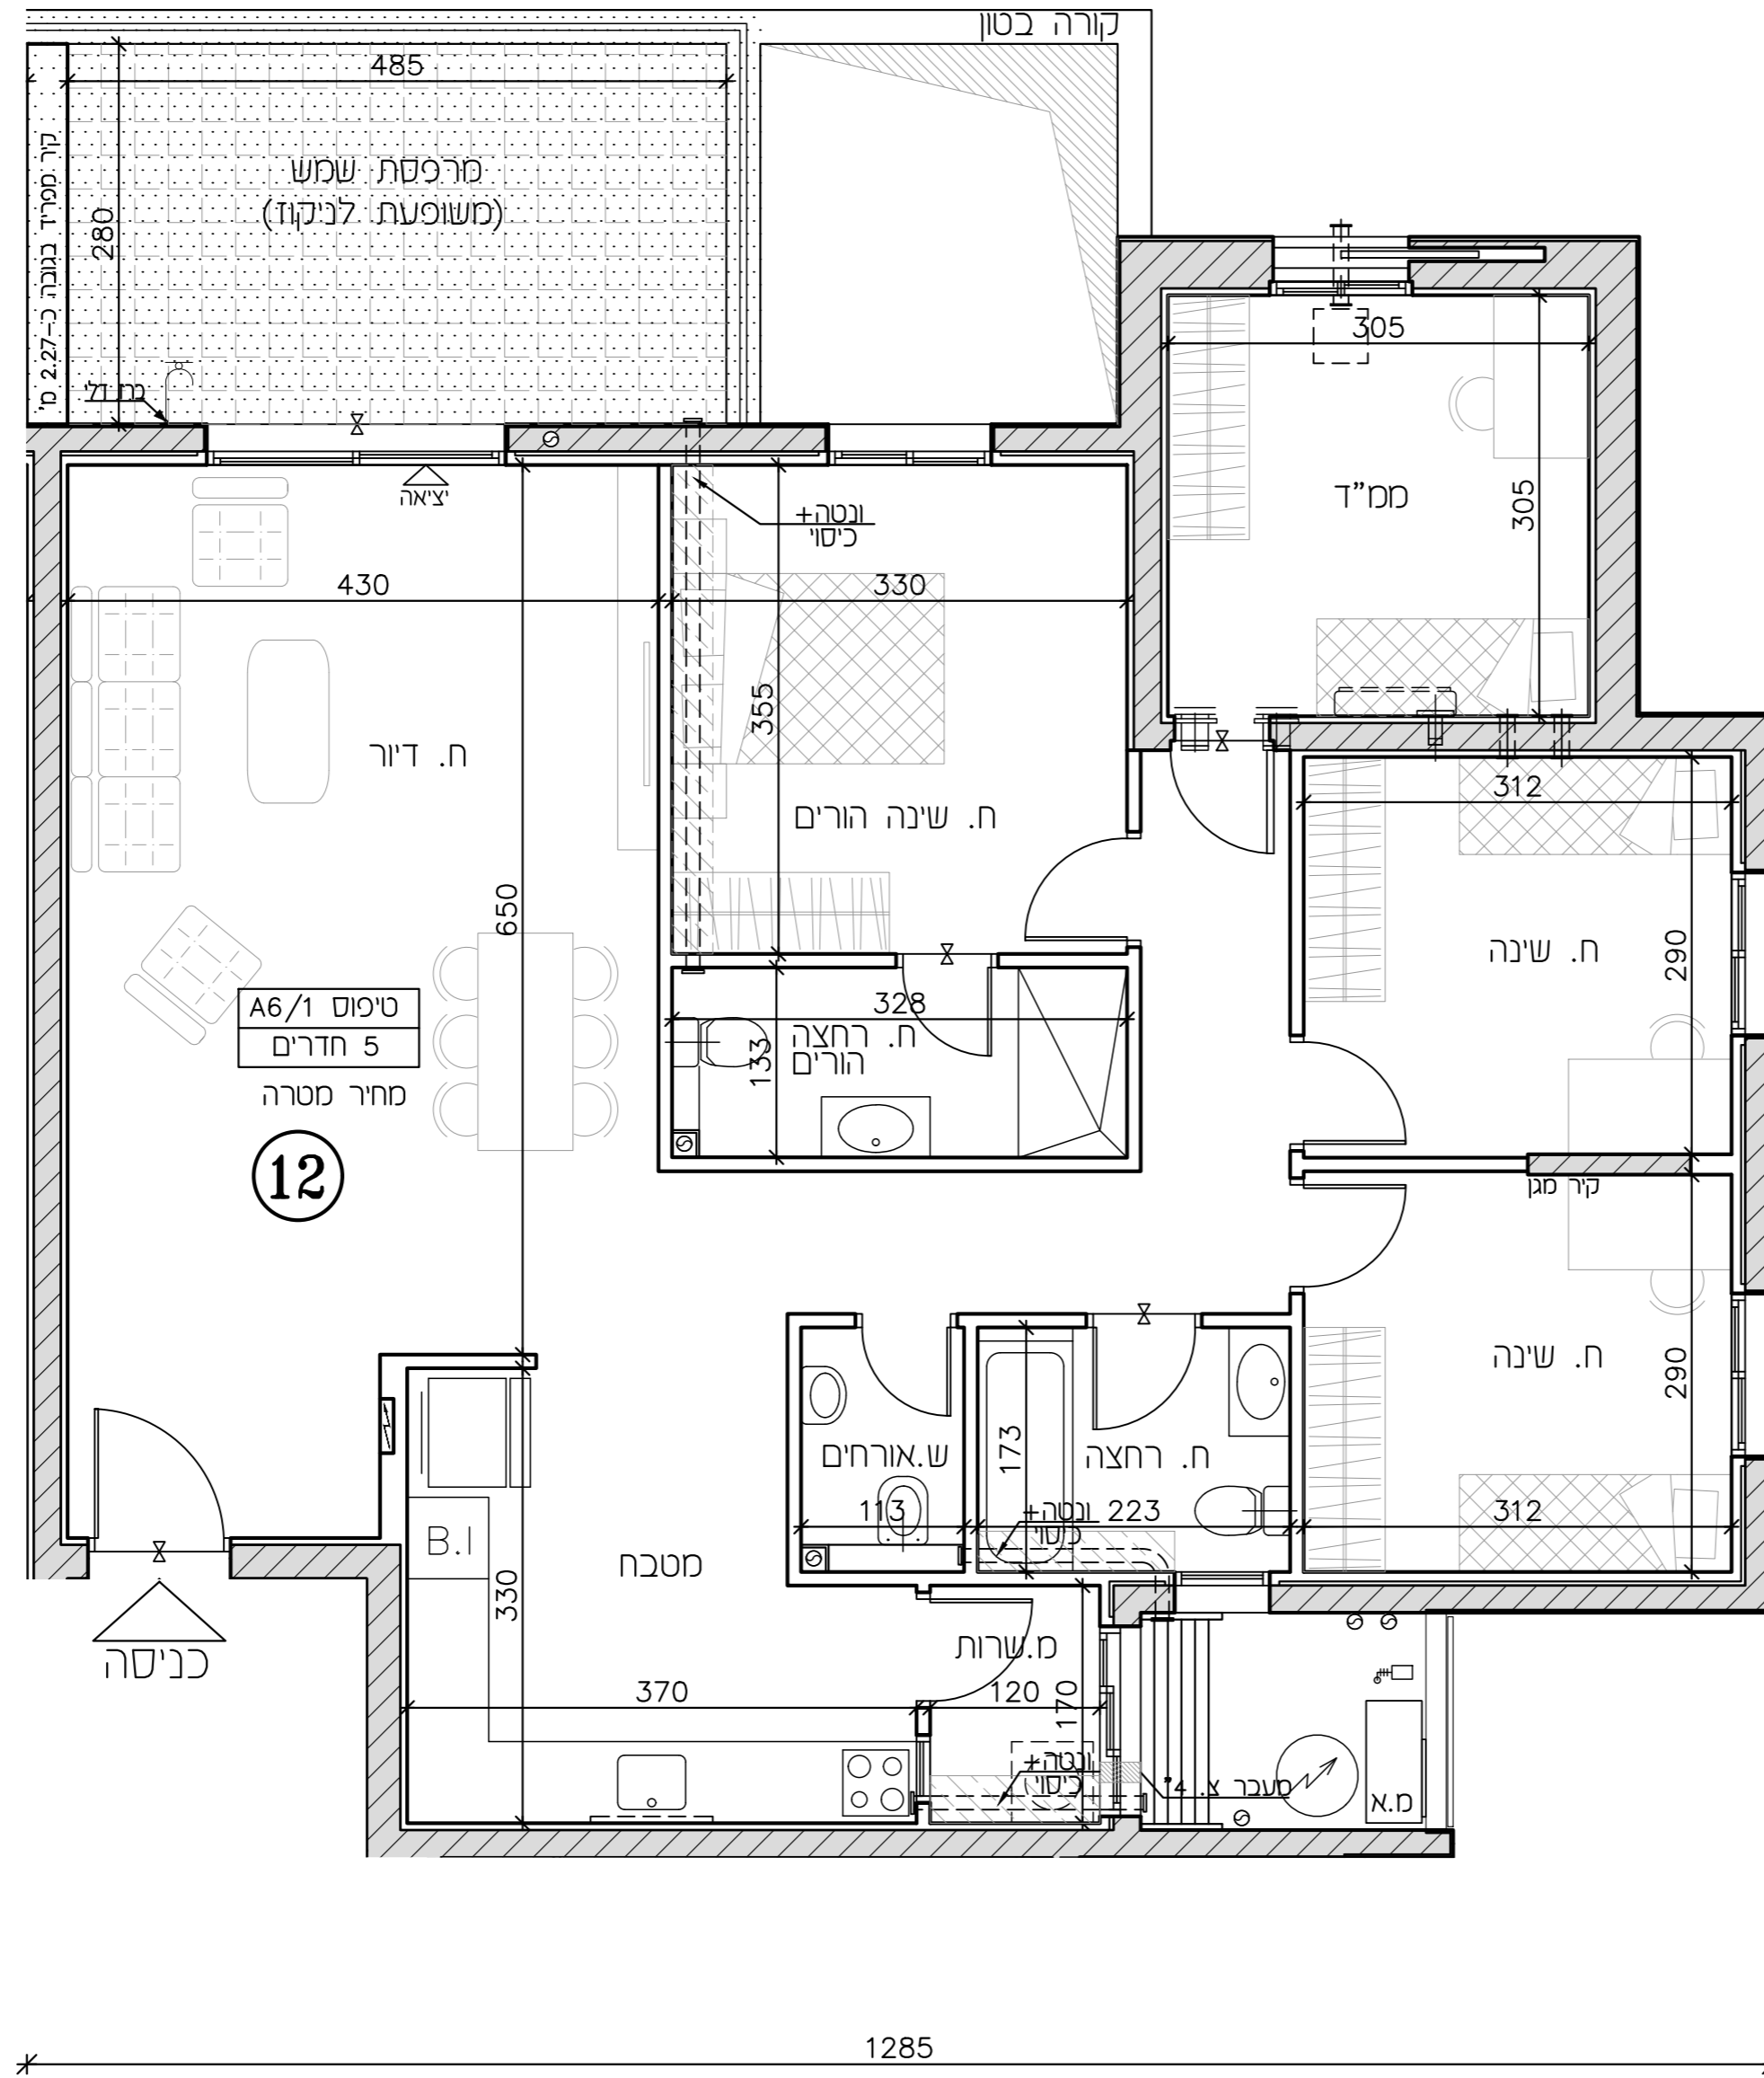 קורה בטון
485
מרפסת שמש
(משופעת לניקוז)
280
קיר מפריד בגובה כ-2.27 מ'
ברז דלי
יציאה
ונטה+
כיסוי
305
ממ"ד
305
430
330
355
ח. דיור
ח. שינה הורים
650
312
ח. שינה
290
טיפוס A6/1
5 חדרים
מחיר מטרה
12
328
ח. רחצה
הורים
133
קיר מגן
ח. שינה
290
312
ש.אורחים
113
173
ח. רחצה
ונטה+
כיסוי
223
B.I
מטבח
330
כניסה
370
מ.שרות
120
170
ונטה+
כיסוי
מעבר צ. 4"
מ.א
1285